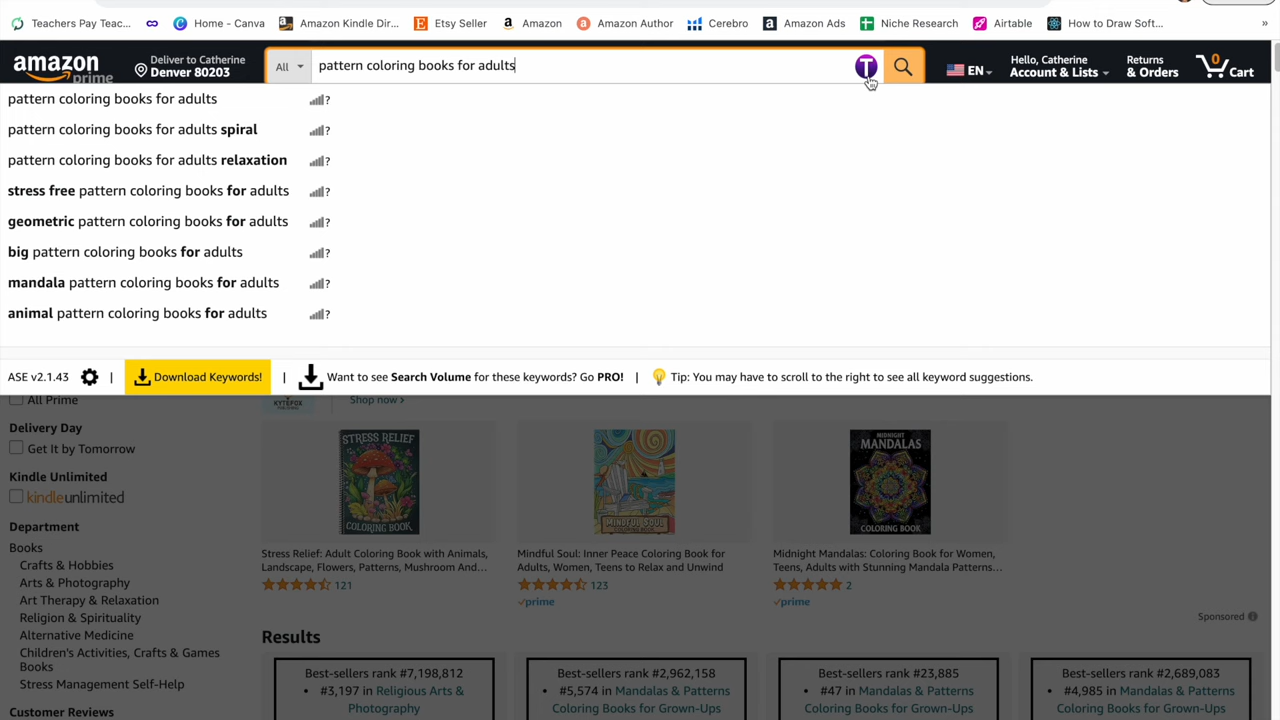 Teachers Pay Teac...
Home - Canva
Amazon Kindle Dir...
Etsy Seller
Amazon
Amazon Author
Cerebro
Amazon Ads
Niche Research
Airtable
How to Draw Soft...
»
amazon
prime
Deliver to Catherine
Denver 80203
All
pattern coloring books for adults
T
EN
Hello, Catherine
Account & Lists
Returns
& Orders
0
Cart
pattern coloring books for adults ?
pattern coloring books for adults spiral ?
pattern coloring books for adults relaxation ?
stress free pattern coloring books for adults ?
geometric pattern coloring books for adults ?
big pattern coloring books for adults ?
mandala pattern coloring books for adults ?
animal pattern coloring books for adults ?
ASE v2.1.43 | Download Keywords! | Want to see Search Volume for these keywords? Go PRO! | Tip: You may have to scroll to the right to see all keyword suggestions.
All Prime
Delivery Day
Get It by Tomorrow
Kindle Unlimited
kindleunlimited
Department
Books
Crafts & Hobbies
Arts & Photography
Art Therapy & Relaxation
Religion & Spirituality
Alternative Medicine
Children's Activities, Crafts & Games
Books
Stress Management Self-Help
Customer Reviews
KYTEFOX
Shop now ›
STRESS RELIEF
COLORING BOOK
MINDFUL SOUL
MIDNIGHT
MANDALAS
COLORING BOOK
Stress Relief: Adult Coloring Book with Animals,
Landscape, Flowers, Patterns, Mushroom And...
121
Mindful Soul: Inner Peace Coloring Book for
Adults, Women, Teens to Relax and Unwind
123
prime
Midnight Mandalas: Coloring Book for Women,
Teens, Adults with Stunning Mandala Patterns...
2
prime
Sponsored
Results
Best-sellers rank #7,198,812
• #3,197 in Religious Arts &
Photography
Best-sellers rank #2,962,158
• #5,574 in Mandalas & Patterns
Coloring Books for Grown-Ups
Best-sellers rank #23,885
• #47 in Mandalas & Patterns
Coloring Books for Grown-Ups
Best-sellers rank #2,689,083
• #4,985 in Mandalas & Patterns
Coloring Books for Grown-Ups